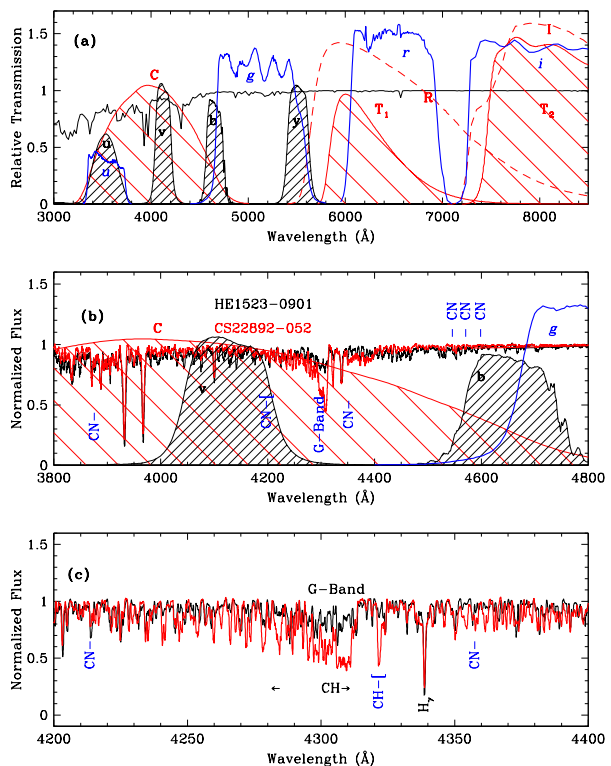 (a)
C
g
r
I
i
R
T₁
T₂
u
u
v
b
y
Relative Transmission
0
0.5
1
1.5
3000
4000
5000
6000
7000
8000
Wavelength (Å)
(b)
HE1523-0901
CS22892-052
C
v
b
g
CN
CN
CN
CN-
CN-[
G-Band
CN-
Normalized Flux
0
0.5
1
1.5
3800
4000
4200
4400
4600
4800
Wavelength (Å)
(c)
G-Band
CN-
← CH→
CH-[
Hγ
CN-
Normalized Flux
0
0.5
1
1.5
4200
4250
4300
4350
4400
Wavelength (Å)